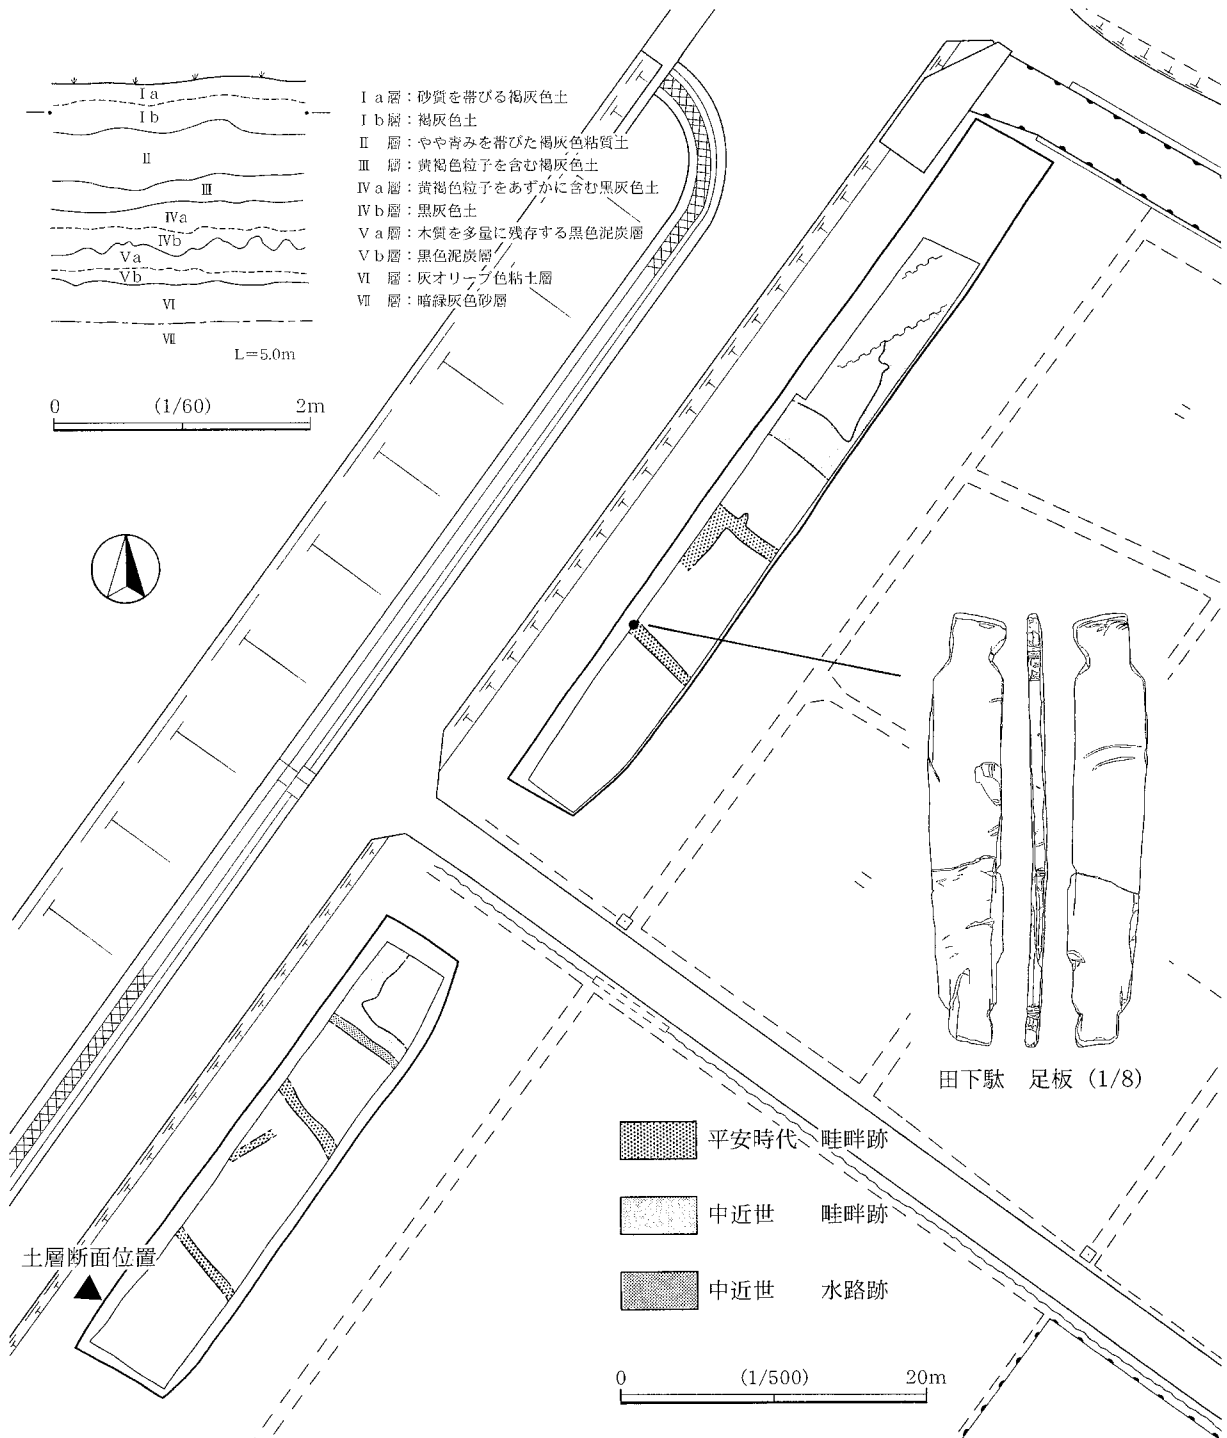 Ⅰa
Ⅰb
Ⅱ
Ⅲ
Ⅳa
Ⅳb
Ⅴa
Ⅴb
Ⅵ
Ⅶ
L=5.0m
0 (1/60) 2m
Ⅰa層：砂質を帯びる褐灰色土
Ⅰb層：褐灰色土
Ⅱ 層：やや青みを帯びた褐灰色粘質土
Ⅲ 層：黄褐色粒子を含む褐灰色土
Ⅳa層：黄褐色粒子をあずかに含む黒灰色土
Ⅳb層：黒灰色土
Ⅴa層：木質を多量に残存する黒色泥炭層
Ⅴb層：黒色泥炭層
Ⅵ 層：灰オリーブ色粘土層
Ⅶ 層：暗緑灰色砂層
田下駄 足板 (1/8)
平安時代 畦畔跡
中近世 畦畔跡
中近世 水路跡
土層断面位置
0 (1/500) 20m